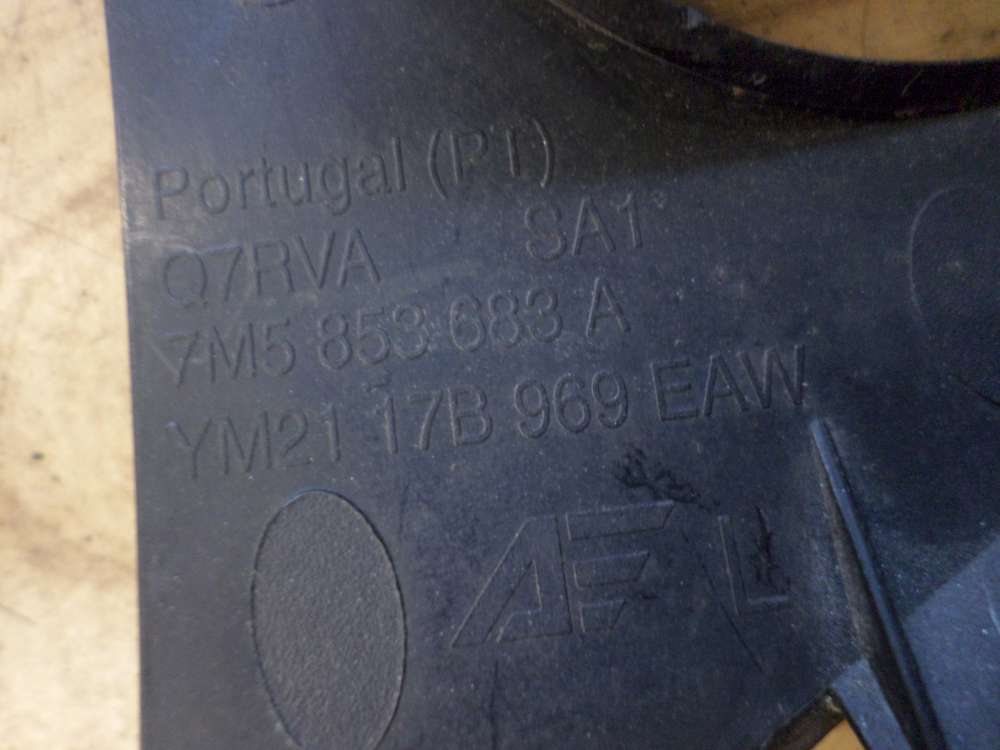 Portugal (PT)
Q7RVA SA1
7M5 853 683 A
YM21 17B 969 EAW